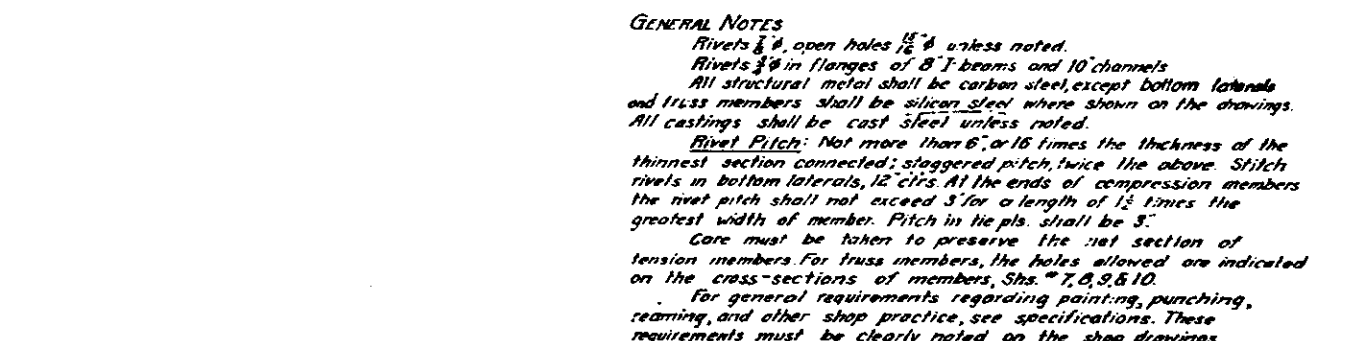 GENERAL NOTES
Rivets 7/8"ϕ, open holes 15/16"ϕ unless noted.
Rivets 3/4"ϕ in flanges of 8" I-beams and 10" channels
All structural metal shall be carbon steel, except bottom laterals
and truss members shall be silicon steel where shown on the drawings.
All castings shall be cast steel unless noted.
Rivet Pitch: Not more than 6", or 16 times the thickness of the
thinnest section connected; staggered pitch, twice the above. Stitch
rivets in bottom laterals, 12" ctrs. At the ends of compression members
the rivet pitch shall not exceed 3" for a length of 1½ times the
greatest width of member. Pitch in tie pls. shall be 3".
Care must be taken to preserve the net section of
tension members. For truss members, the holes allowed are indicated
on the cross-sections of members, Shs. #7,8,9,& 10.
For general requirements regarding painting, punching,
reaming, and other shop practice, see specifications. These
requirements must be clearly noted on the shop drawings